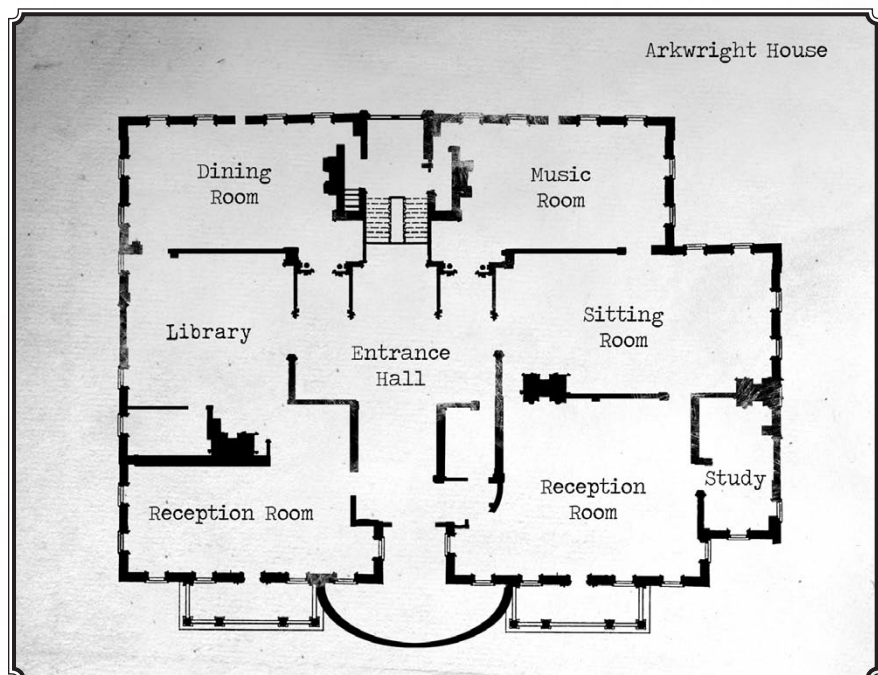 Arkwright House
Dining
Room
Music
Room
Library
Entrance
Hall
Sitting
Room
Reception Room
Reception
Room
Study